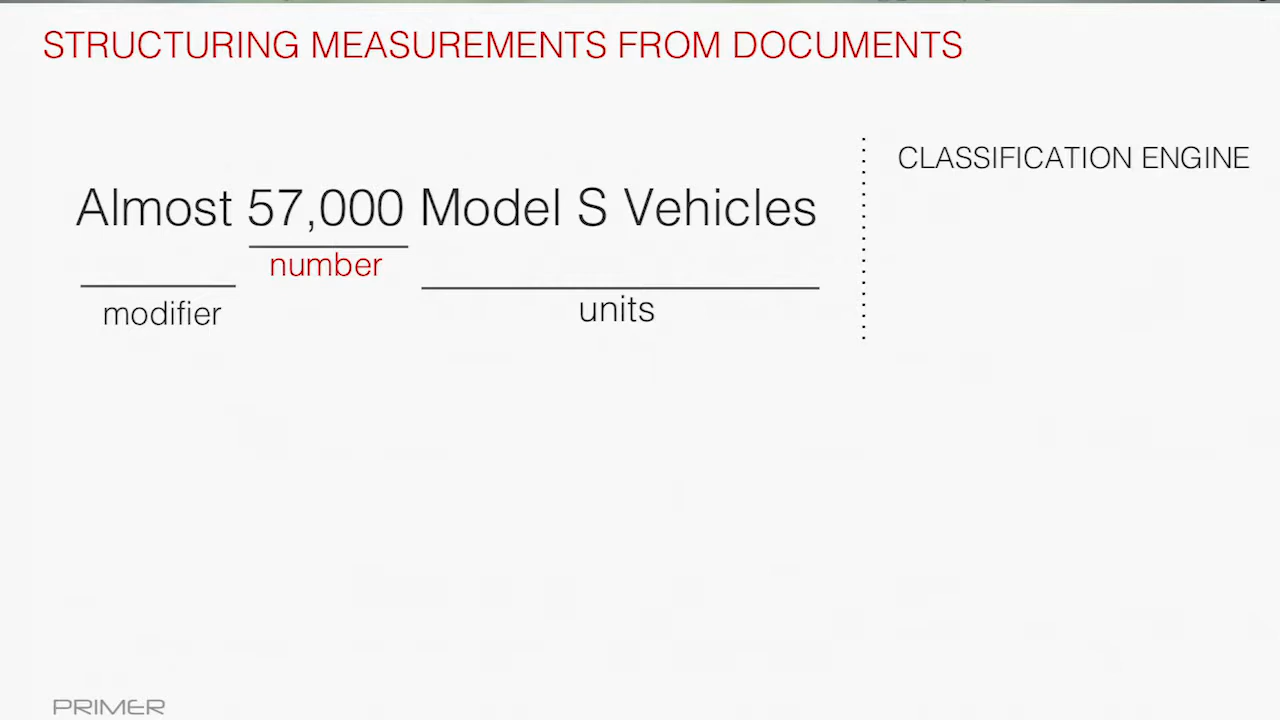 STRUCTURING MEASUREMENTS FROM DOCUMENTS
CLASSIFICATION ENGINE
Almost 57,000 Model S Vehicles
number
modifier
units
PRIMER